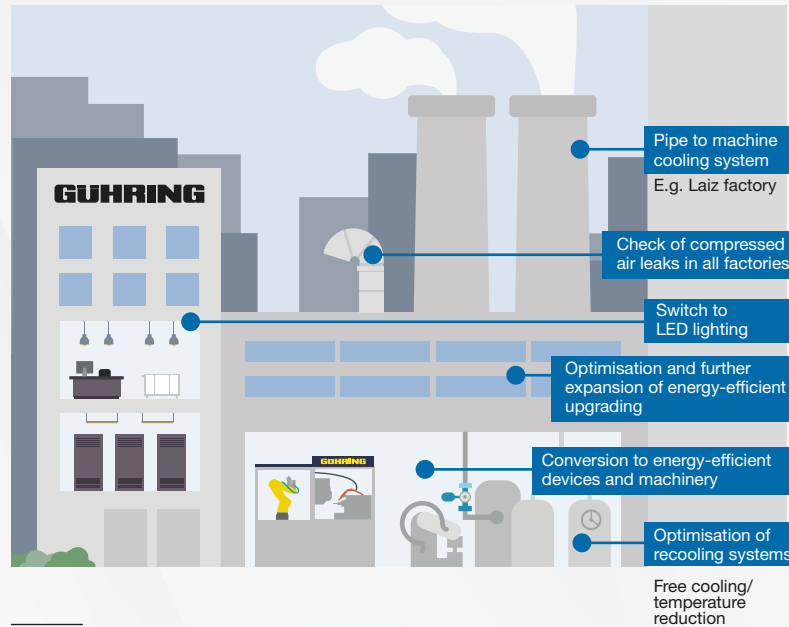 GÜHRING
Pipe to machine
cooling system
E.g. Laiz factory
Check of compressed
air leaks in all factories
Switch to
LED lighting
Optimisation and further
expansion of energy-efficient
upgrading
Conversion to energy-efficient
devices and machinery
GÜHRING
Optimisation of
recooling systems
Free cooling/
temperature
reduction